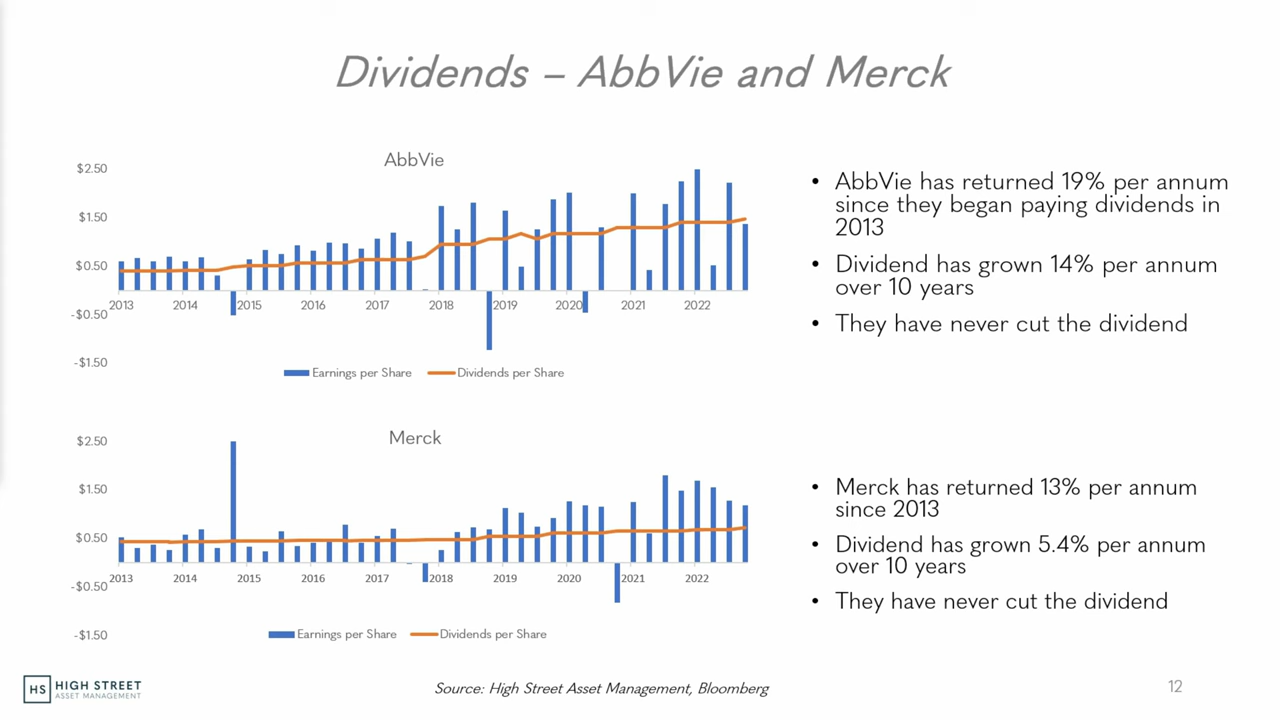 Dividends – AbbVie and Merck
AbbVie
$2.50
$1.50
$0.50
-$0.50
-$1.50
2013 2014 2015 2016 2017 2018 2019 2020 2021 2022
Earnings per Share Dividends per Share
• AbbVie has returned 19% per annum
since they began paying dividends in
2013
• Dividend has grown 14% per annum
over 10 years
• They have never cut the dividend
Merck
$2.50
$1.50
$0.50
-$0.50
-$1.50
2013 2014 2015 2016 2017 2018 2019 2020 2021 2022
Earnings per Share Dividends per Share
• Merck has returned 13% per annum
since 2013
• Dividend has grown 5.4% per annum
over 10 years
• They have never cut the dividend
HS HIGH STREET
ASSET MANAGEMENT
Source: High Street Asset Management, Bloomberg
12